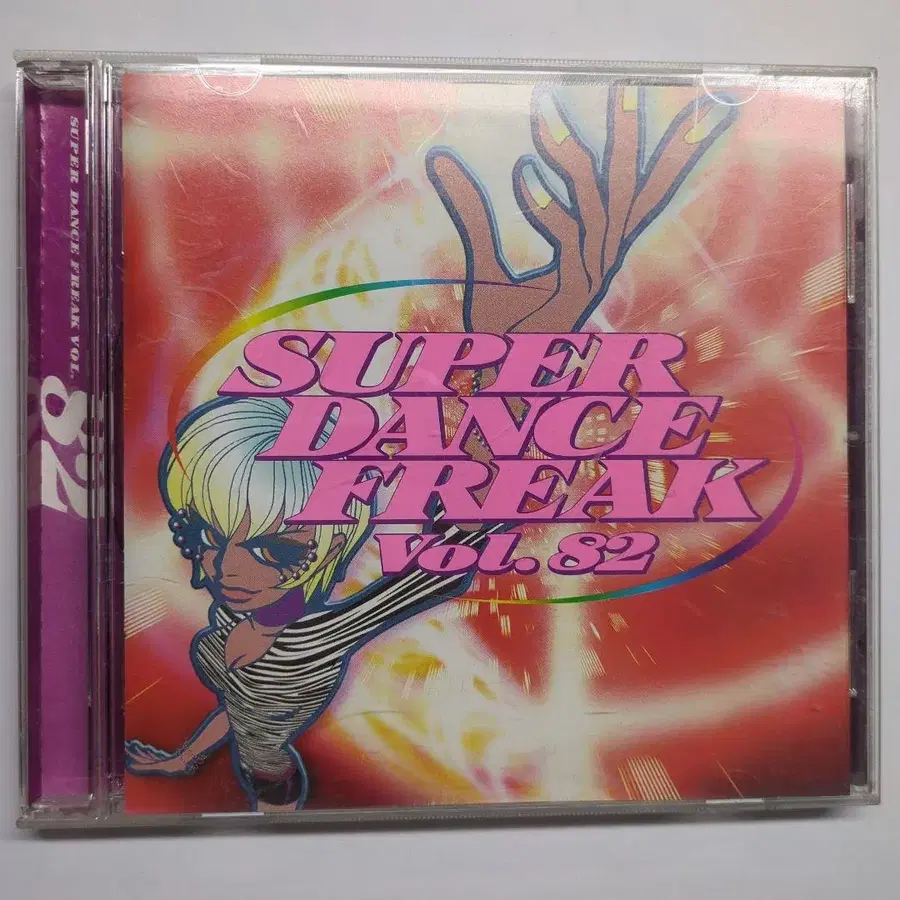 SUPER DANCE FREAK VOL.
82
SUPER
DANCE
FREAK
Vol. 82